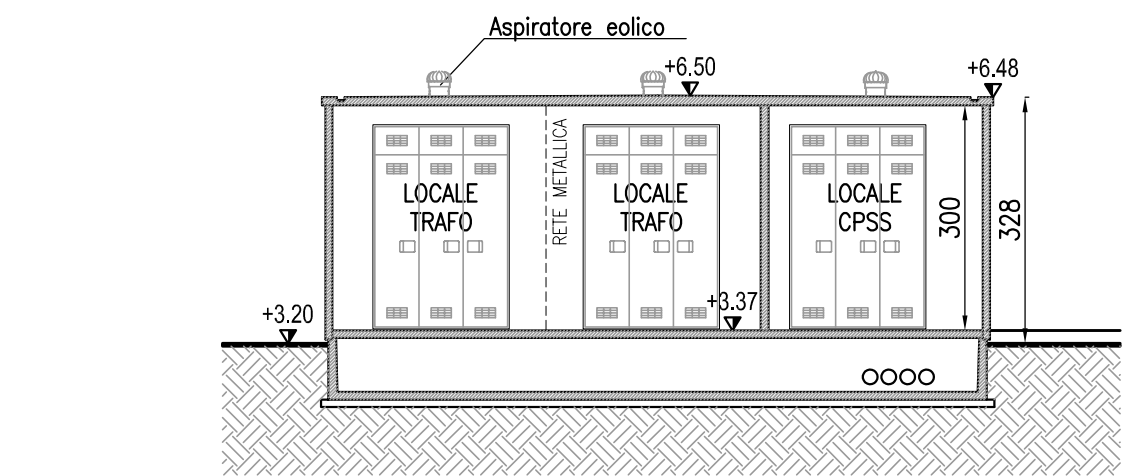 Aspiratore eolico
+6.50
+6.48
RETE METALLICA
LOCALE
TRAFO
LOCALE
TRAFO
LOCALE
CPSS
300
328
+3.20
+3.37